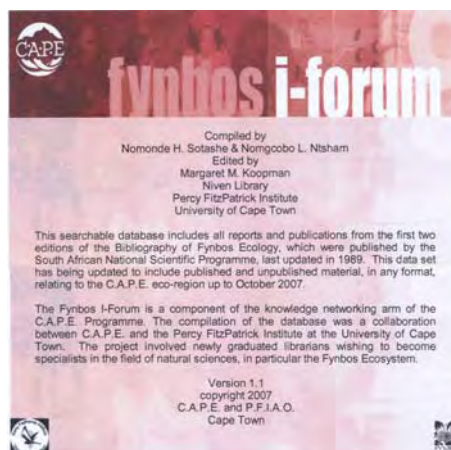 C.A.P.E
fynbos i-forum
Compiled by
Nomonde H. Sotashe & Nomgcobo L. Ntsham
Edited by
Margaret M. Koopman
Niven Library
Percy FitzPatrick Institute
University of Cape Town
This searchable database includes all reports and publications from the first two
editions of the Bibliography of Fynbos Ecology, which were published by the
South African National Scientific Programme, last updated in 1989. This data set
has being updated to include published and unpublished material, in any format,
relating to the C.A.P.E. eco-region up to October 2007.
The Fynbos I-Forum is a component of the knowledge networking arm of the
C.A.P.E. Programme. The compilation of the database was a collaboration
between C.A.P.E. and the Percy FitzPatrick Institute at the University of Cape
Town. The project involved newly graduated librarians wishing to become
specialists in the field of natural sciences, in particular the Fynbos Ecosystem.
Version 1.1
copyright 2007
C.A.P.E. and P.F.I.A.O.
Cape Town